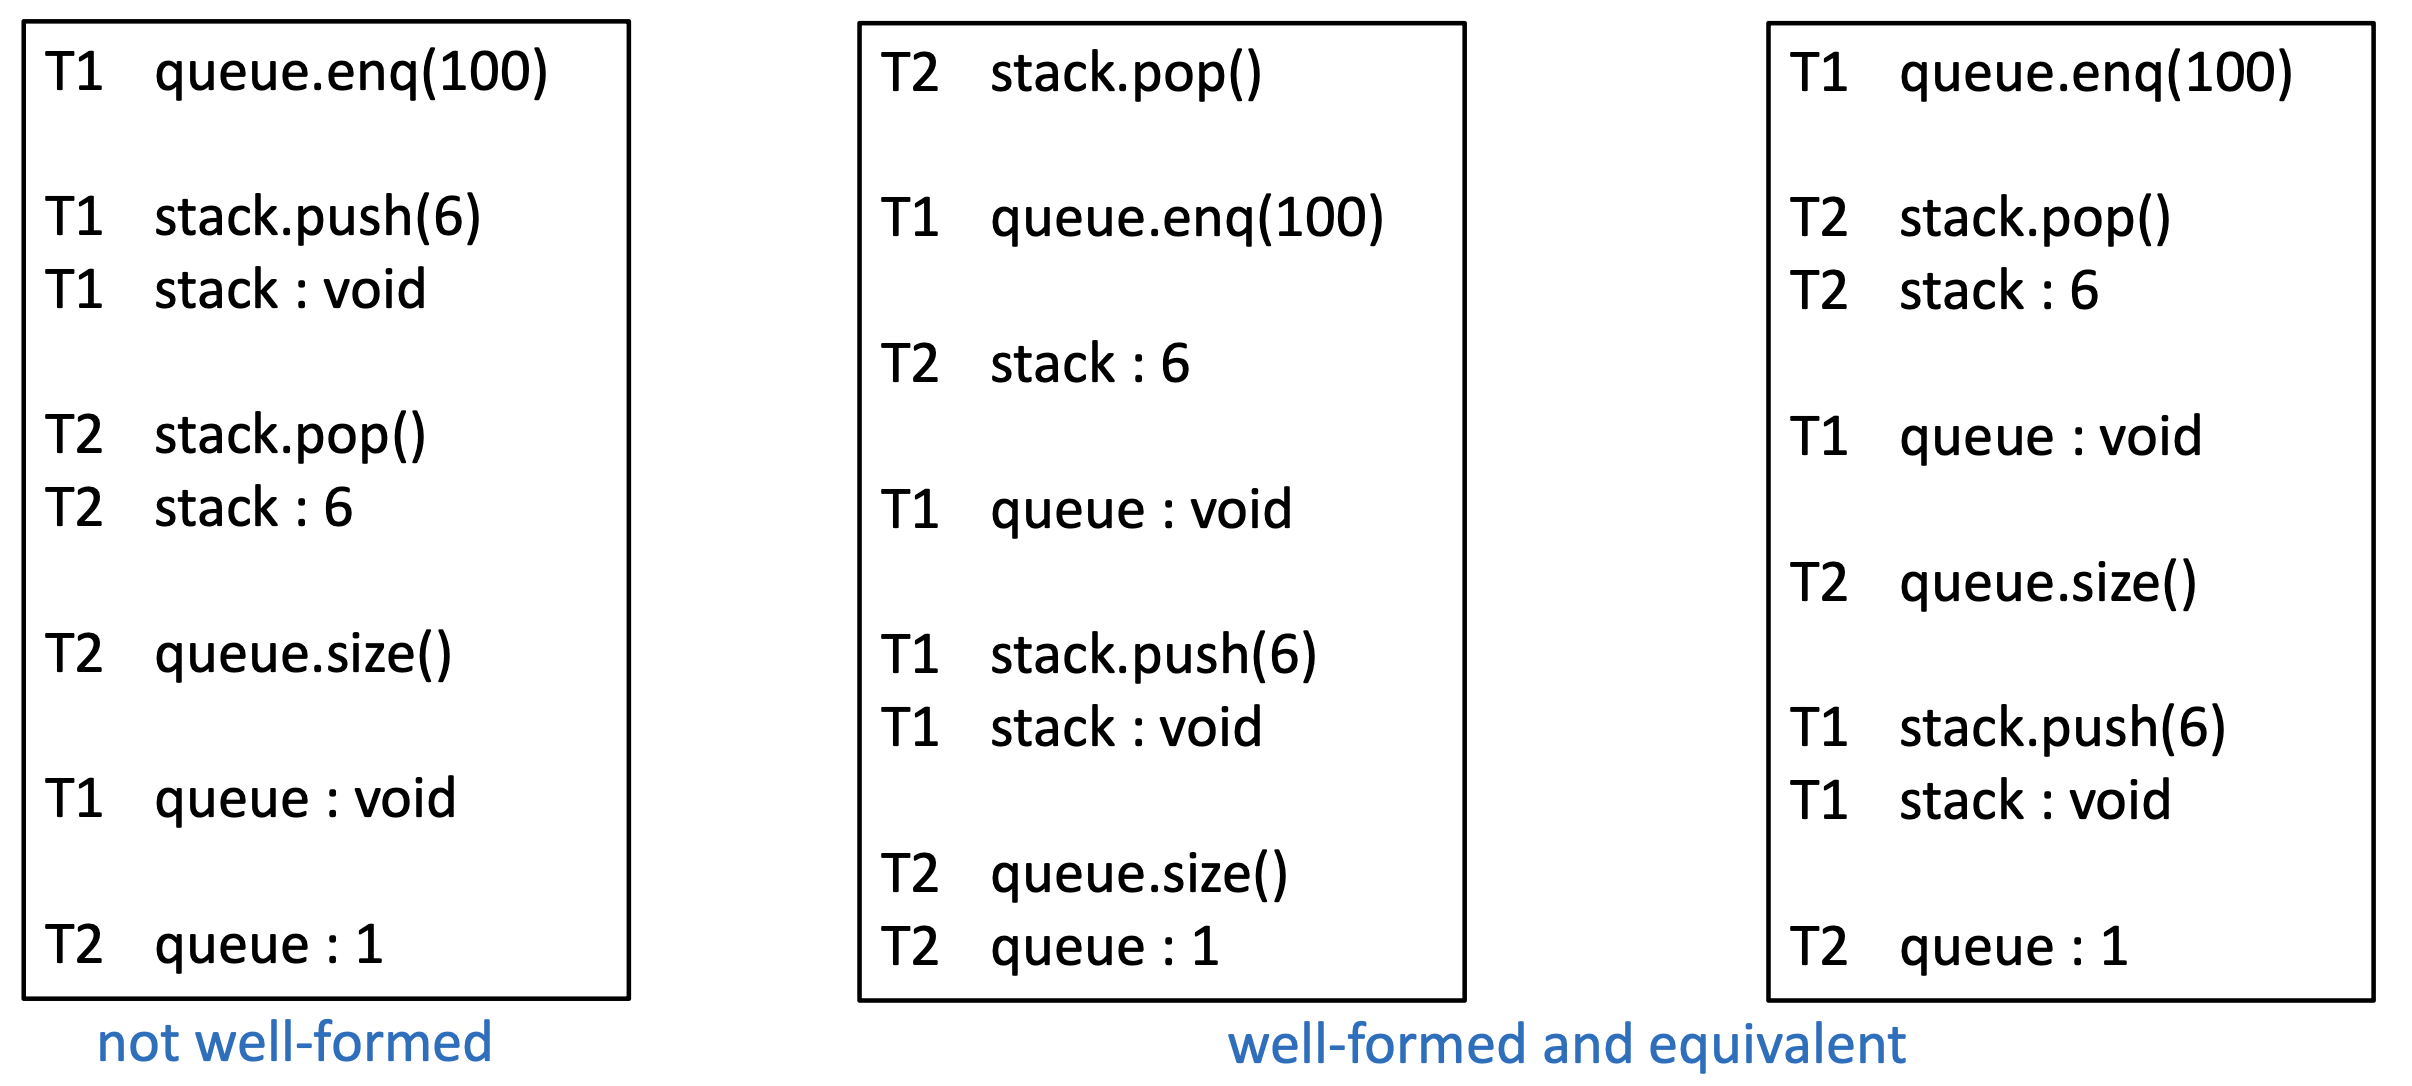 T1 queue.enq(100)
T1 stack.push(6)
T1 stack : void
T2 stack.pop()
T2 stack : 6
T2 queue.size()
T1 queue : void
T2 queue : 1
not well-formed
T2 stack.pop()
T1 queue.enq(100)
T2 stack : 6
T1 queue : void
T1 stack.push(6)
T1 stack : void
T2 queue.size()
T2 queue : 1
T1 queue.enq(100)
T2 stack.pop()
T2 stack : 6
T1 queue : void
T2 queue.size()
T1 stack.push(6)
T1 stack : void
T2 queue : 1
well-formed and equivalent